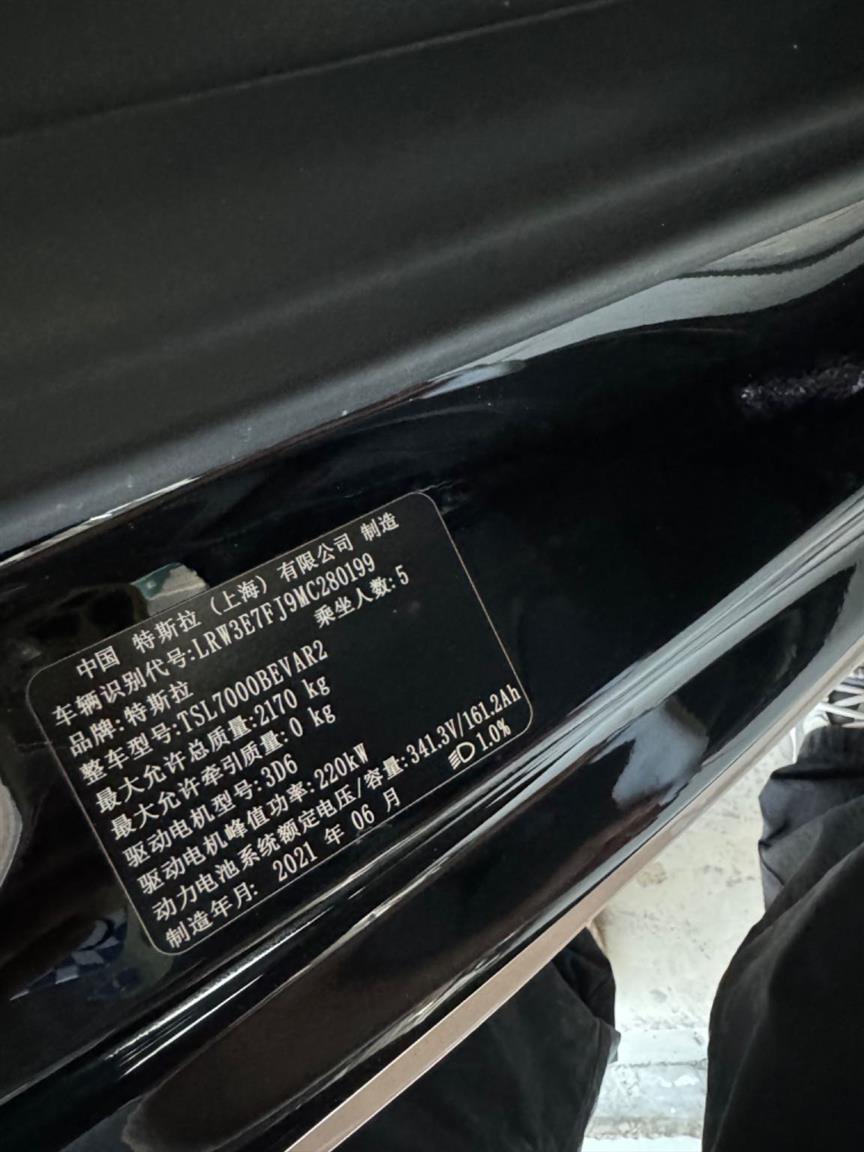 中国 特斯拉（上海）有限公司 制造
车辆识别代号:LRW3E7FJ9MC280199
品牌:特斯拉 乘坐人数:5
整车型号:TSL7000BEVAR2
最大允许总质量:2170 kg
最大允许牵引质量:0 kg
驱动电机型号:3D6
驱动电机峰值功率:220kW
动力电池系统额定电压/容量:341.3V/161.2Ah
制造年月: 2021 年 06 月 1.0%